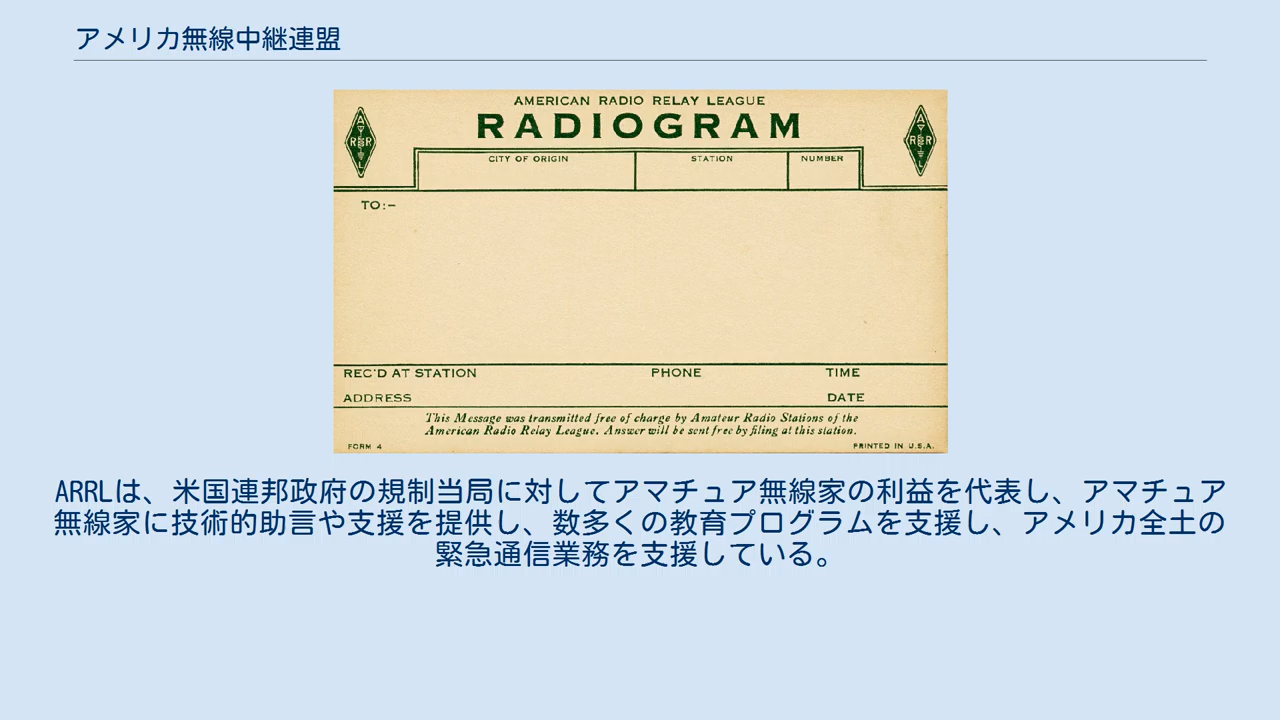 アメリカ無線中継連盟
AMERICAN RADIO RELAY LEAGUE
RADIOGRAM
A
R R
R
L
A
R R
R
L
CITY OF ORIGIN STATION NUMBER
TO:-
REC'D AT STATION PHONE TIME
ADDRESS DATE
This Message was transmitted free of charge by Amateur Radio Stations of the
American Radio Relay League. Answer will be sent free by filing at this station.
FORM 4 PRINTED IN U.S.A.
ARRLは、米国連邦政府の規制当局に対してアマチュア無線家の利益を代表し、アマチュア
無線家に技術的助言や支援を提供し、数多くの教育プログラムを支援し、アメリカ全土の
緊急通信業務を支援している。